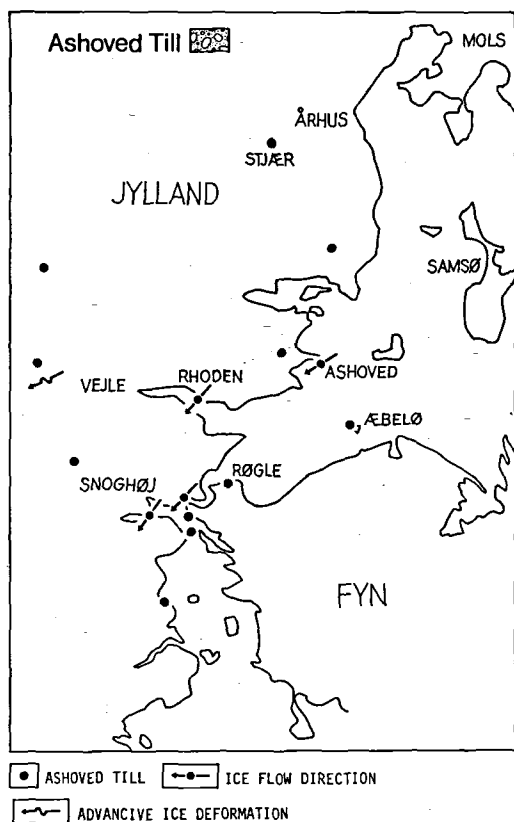 Ashoved Till
MOLS
ÅRHUS
STJÆR
JYLLAND
SAMSØ
ASHOVED
RHODEN
VEJLE
ÆBELØ
RØGLE
SNOGHØJ
FYN
ASHOVED TILL
ICE FLOW DIRECTION
ADVANCIVE ICE DEFORMATION